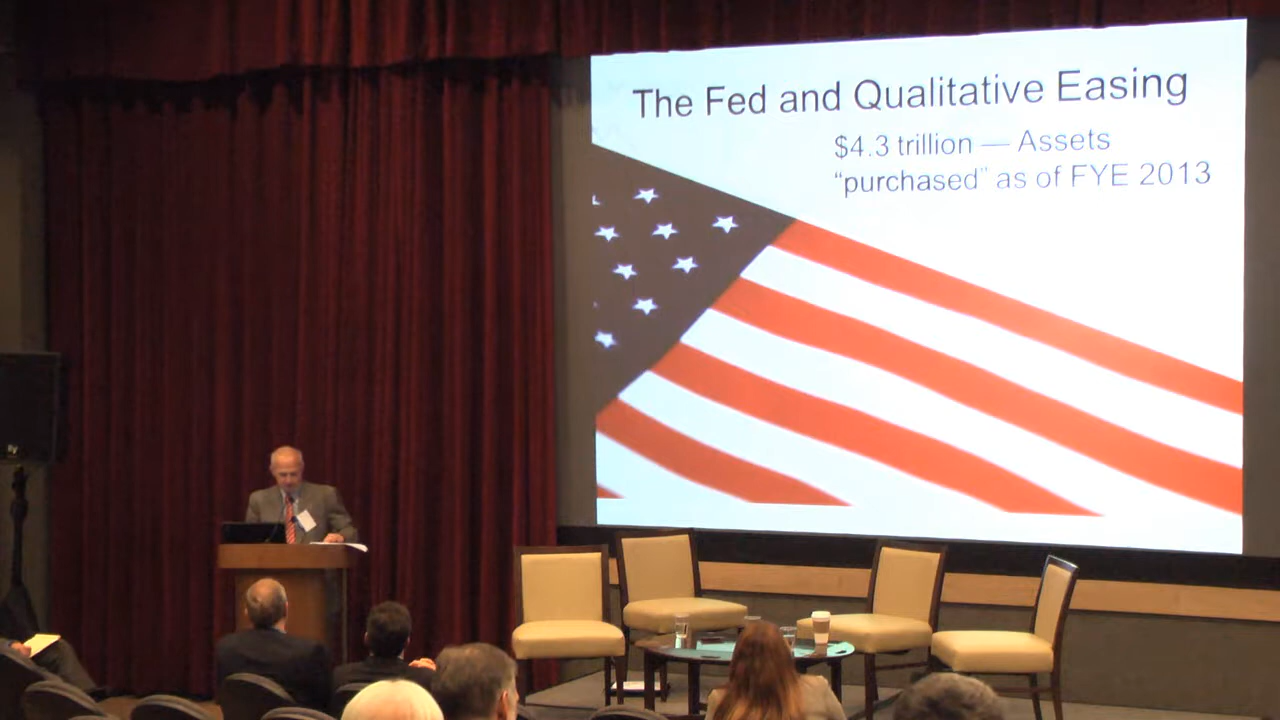 The Fed and Qualitative Easing
$4.3 trillion — Assets
“purchased” as of FYE 2013